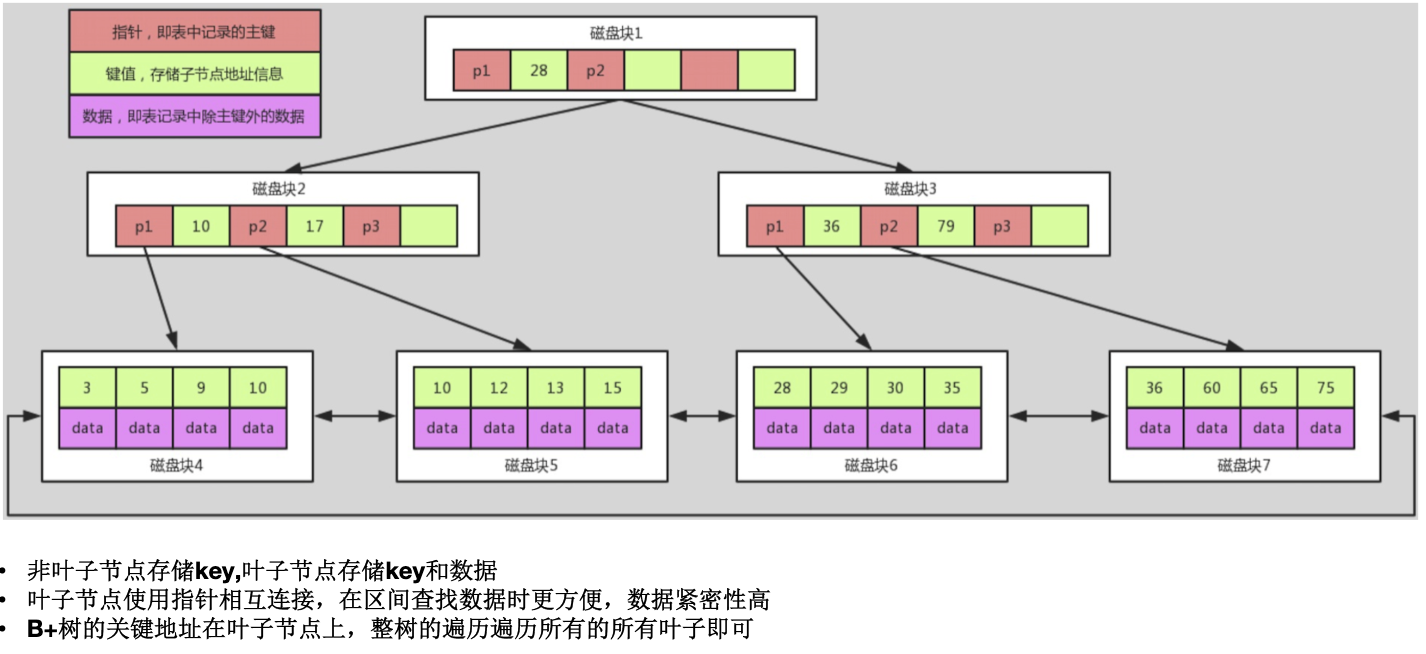 指针，即表中记录的主键
键值，存储子节点地址信息
数据，即表记录中除主键外的数据
磁盘块1
p1 28 p2
磁盘块2
p1 10 p2 17 p3
磁盘块3
p1 36 p2 79 p3
3 5 9 10
data data data data
磁盘块4
10 12 13 15
data data data data
磁盘块5
28 29 30 35
data data data data
磁盘块6
36 60 65 75
data data data data
磁盘块7
• 非叶子节点存储key,叶子节点存储key和数据
• 叶子节点使用指针相互连接，在区间查找数据时更方便，数据紧密性高
• B+树的关键地址在叶子节点上，整树的遍历遍历所有的所有叶子即可